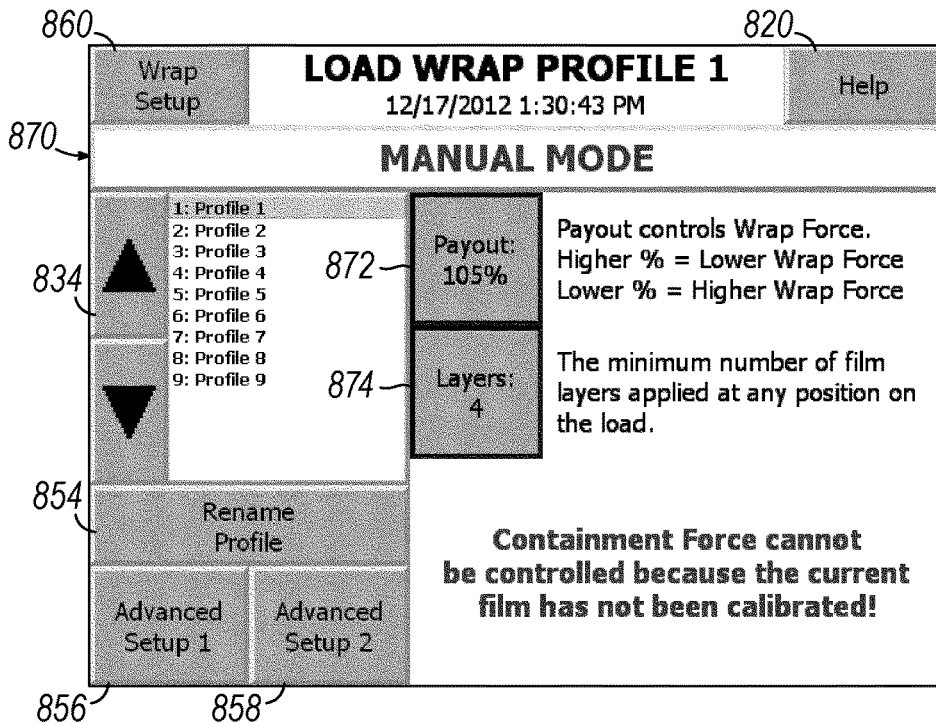 860
820
Wrap
Setup
LOAD WRAP PROFILE 1
12/17/2012 1:30:43 PM
Help
870
MANUAL MODE
834
1: Profile 1
2: Profile 2
3: Profile 3
4: Profile 4
5: Profile 5
6: Profile 6
7: Profile 7
8: Profile 8
9: Profile 9
872
Payout:
105%
Payout controls Wrap Force.
Higher % = Lower Wrap Force
Lower % = Higher Wrap Force
874
Layers:
4
The minimum number of film
layers applied at any position on
the load.
854
Rename
Profile
Advanced
Setup 1
Advanced
Setup 2
Containment Force cannot
be controlled because the current
film has not been calibrated!
856
858